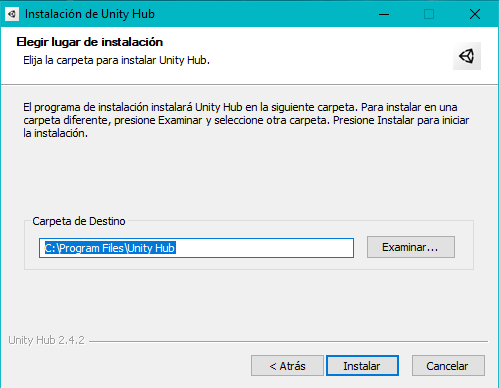 Instalación de Unity Hub
Elegir lugar de instalación
Elija la carpeta para instalar Unity Hub.
El programa de instalación instalará Unity Hub en la siguiente carpeta. Para instalar en una
carpeta diferente, presione Examinar y seleccione otra carpeta. Presione Instalar para iniciar
la instalación.
Carpeta de Destino
C:\Program Files\Unity Hub
Examinar...
Unity Hub 2.4.2
< Atrás
Instalar
Cancelar